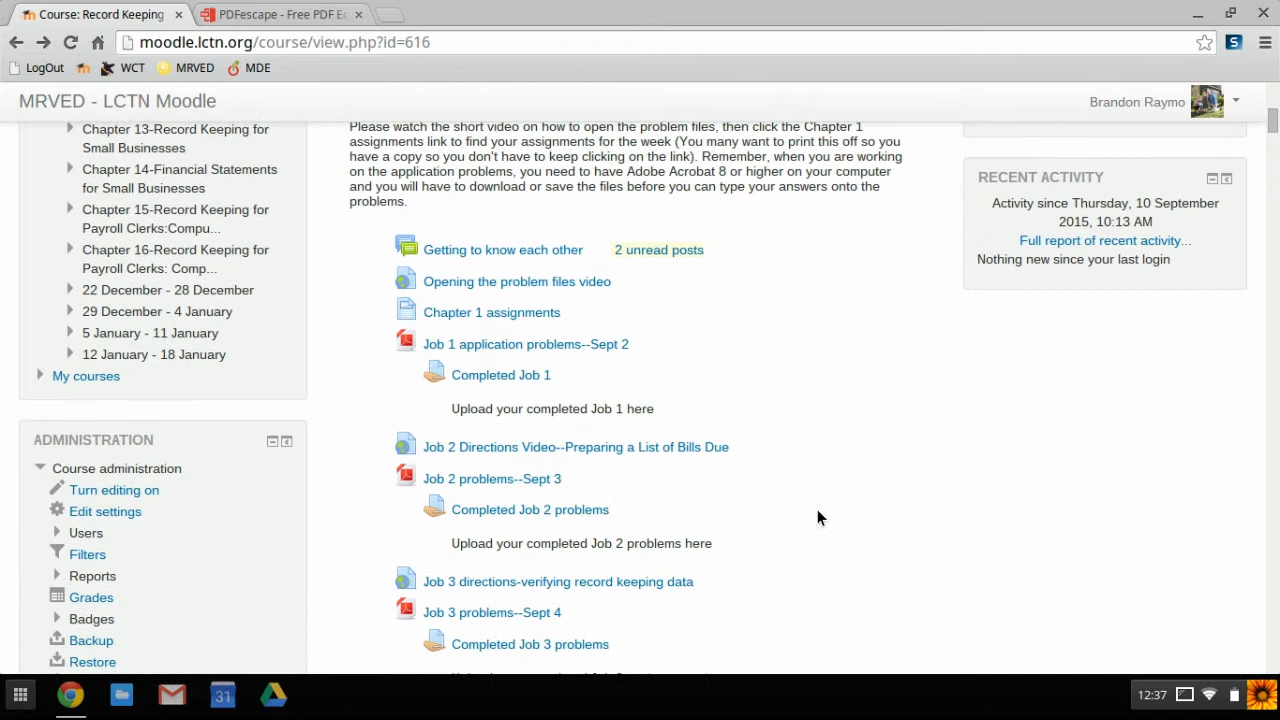 Course: Record Keeping
PDFescape - Free PDF Ec
moodle.lctn.org/course/view.php?id=616
LogOut
WCT
MRVED
MDE
MRVED - LCTN Moodle
Brandon Raymo
Chapter 13-Record Keeping for
Small Businesses
Chapter 14-Financial Statements
for Small Businesses
Chapter 15-Record Keeping for
Payroll Clerks:Compu...
Chapter 16-Record Keeping for
Payroll Clerks: Comp...
22 December - 28 December
29 December - 4 January
5 January - 11 January
12 January - 18 January
My courses
ADMINISTRATION
Course administration
Turn editing on
Edit settings
Users
Filters
Reports
Grades
Badges
Backup
Restore
Please watch the short video on how to open the problem files, then click the Chapter 1
assignments link to find your assignments for the week (You many want to print this off so you
have a copy so you don't have to keep clicking on the link). Remember, when you are working
on the application problems, you need to have Adobe Acrobat 8 or higher on your computer
and you will have to download or save the files before you can type your answers onto the
problems.
Getting to know each other 2 unread posts
Opening the problem files video
Chapter 1 assignments
Job 1 application problems--Sept 2
Completed Job 1
Upload your completed Job 1 here
Job 2 Directions Video--Preparing a List of Bills Due
Job 2 problems--Sept 3
Completed Job 2 problems
Upload your completed Job 2 problems here
Job 3 directions-verifying record keeping data
Job 3 problems--Sept 4
Completed Job 3 problems
RECENT ACTIVITY
Activity since Thursday, 10 September
2015, 10:13 AM
Full report of recent activity...
Nothing new since your last login
31
12:37